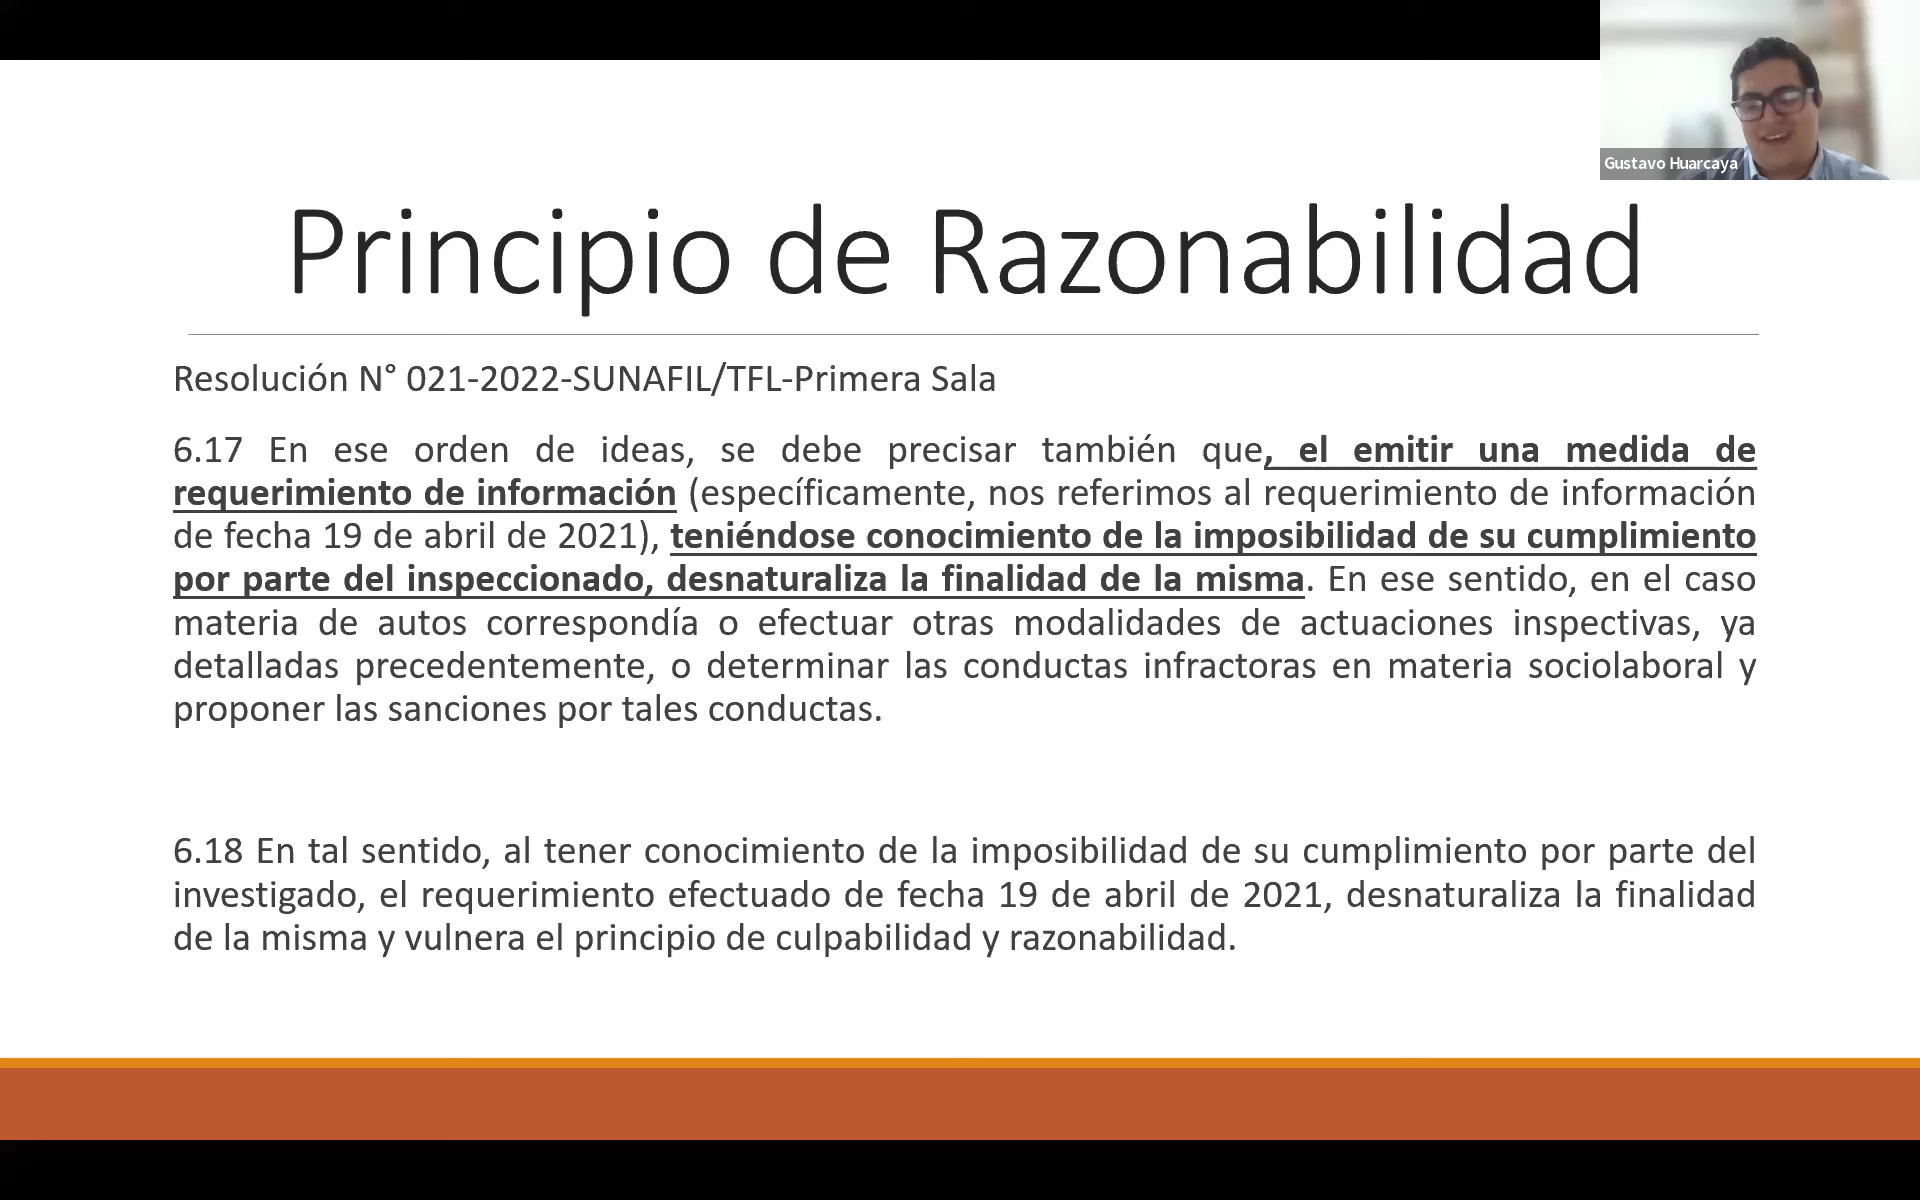 Gustavo Huarcaya
Principio de Razonabilidad
Resolución N° 021-2022-SUNAFIL/TFL-Primera Sala
6.17 En ese orden de ideas, se debe precisar también que, el emitir una medida de
requerimiento de información (específicamente, nos referimos al requerimiento de información
de fecha 19 de abril de 2021), teniéndose conocimiento de la imposibilidad de su cumplimiento
por parte del inspeccionado, desnaturaliza la finalidad de la misma. En ese sentido, en el caso
materia de autos correspondía o efectuar otras modalidades de actuaciones inspectivas, ya
detalladas precedentemente, o determinar las conductas infractoras en materia sociolaboral y
proponer las sanciones por tales conductas.
6.18 En tal sentido, al tener conocimiento de la imposibilidad de su cumplimiento por parte del
investigado, el requerimiento efectuado de fecha 19 de abril de 2021, desnaturaliza la finalidad
de la misma y vulnera el principio de culpabilidad y razonabilidad.